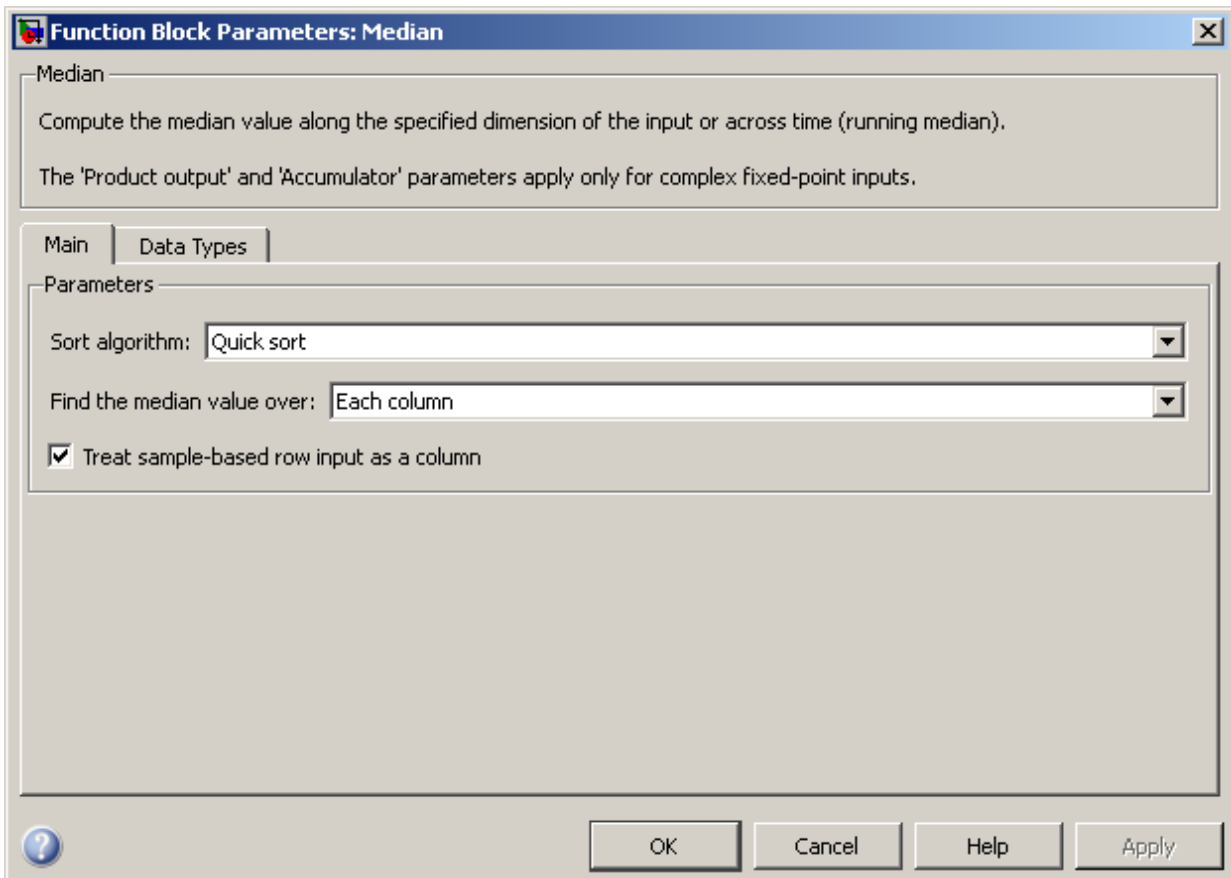 Function Block Parameters: Median
Median
Compute the median value along the specified dimension of the input or across time (running median).
The 'Product output' and 'Accumulator' parameters apply only for complex fixed-point inputs.
Main Data Types
Parameters
Sort algorithm: Quick sort
Find the median value over: Each column
Treat sample-based row input as a column
? OK Cancel Help Apply